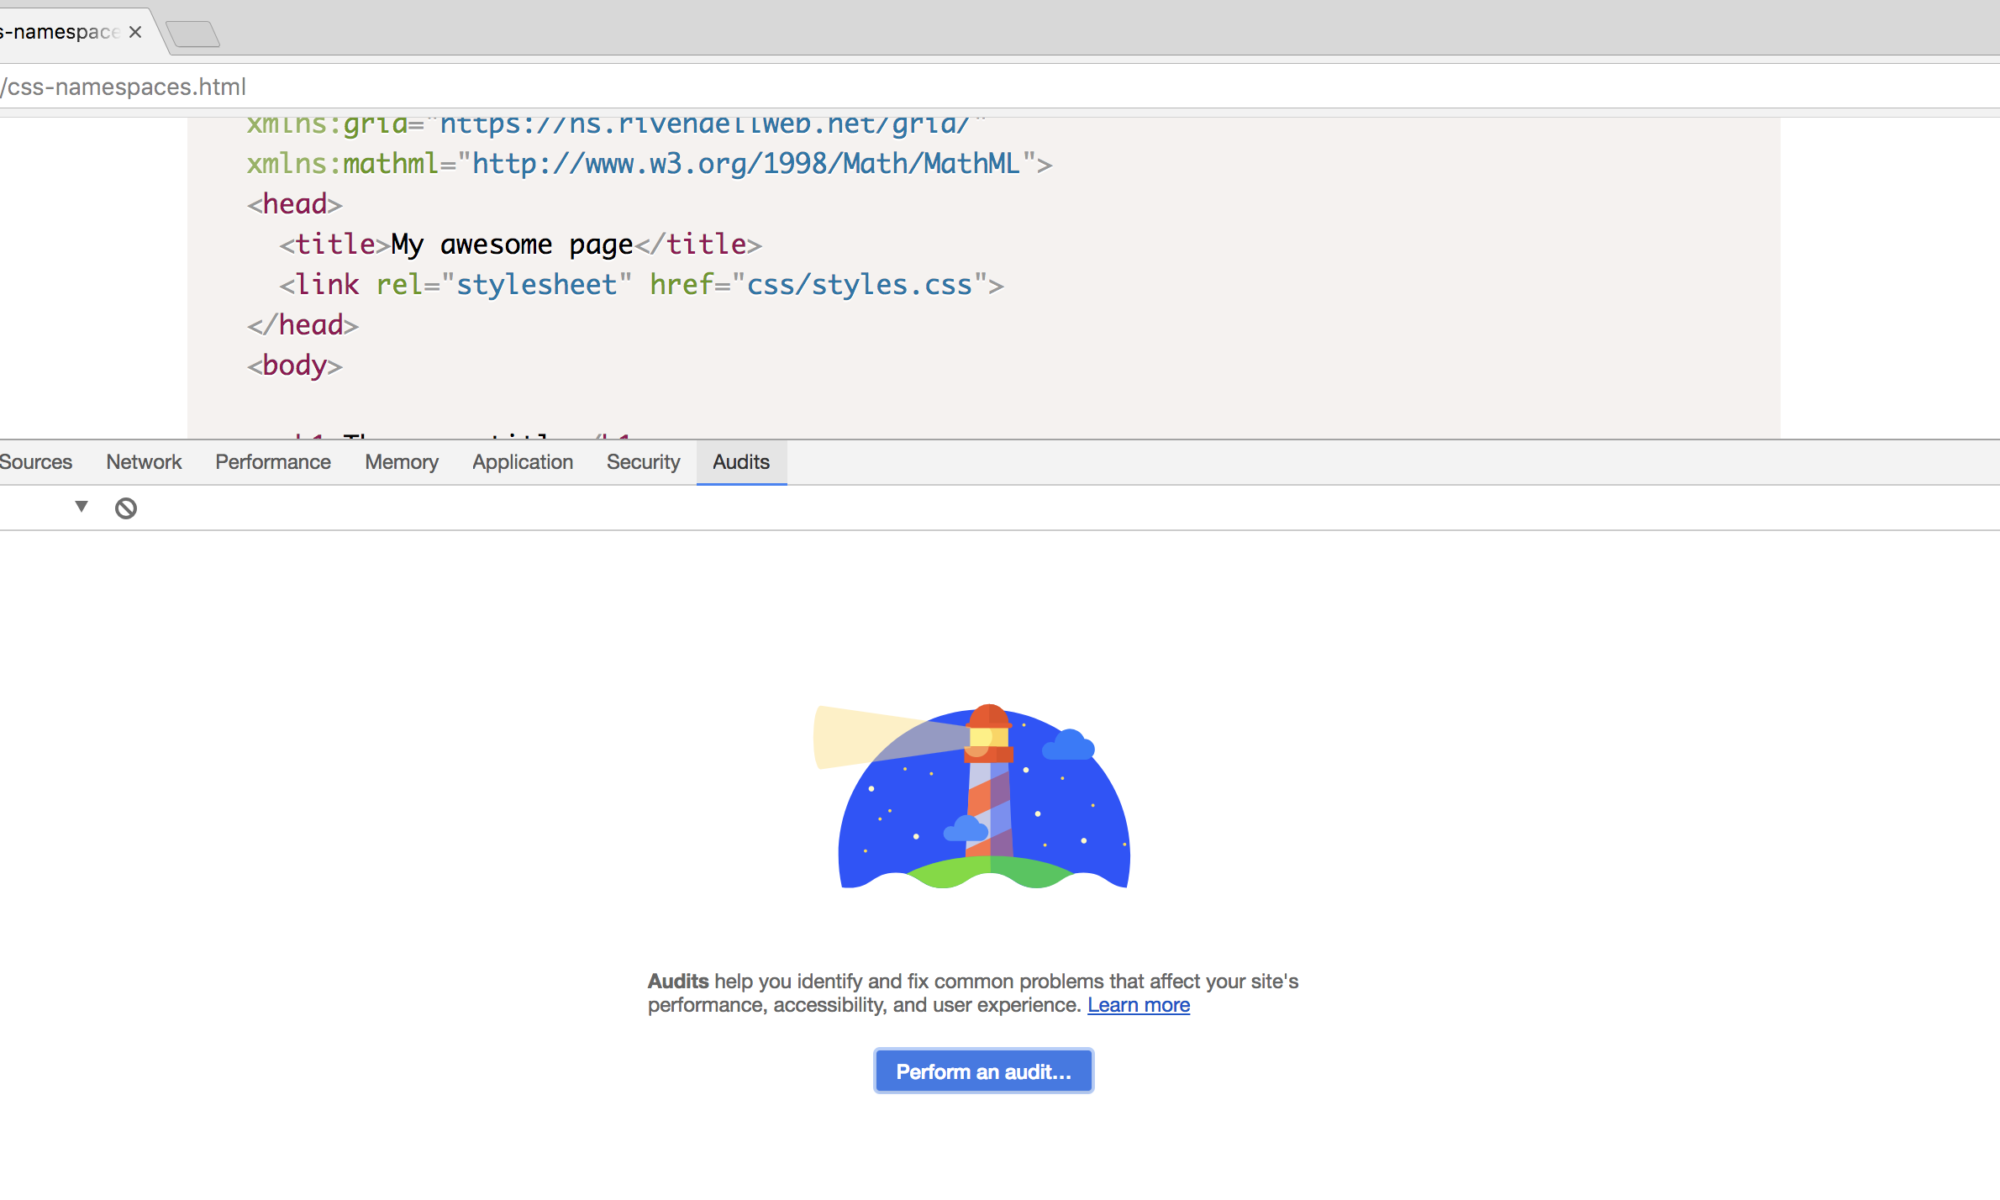 s-namespace
/css-namespaces.html
xmlns:grid="https://ns.rivendellweb.net/grid/"
xmlns:mathml="http://www.w3.org/1998/Math/MathML">
<head>
<title>My awesome page</title>
<link rel="stylesheet" href="css/styles.css">
</head>
<body>
Sources Network Performance Memory Application Security Audits
Audits help you identify and fix common problems that affect your site's
performance, accessibility, and user experience. Learn more
Perform an audit...